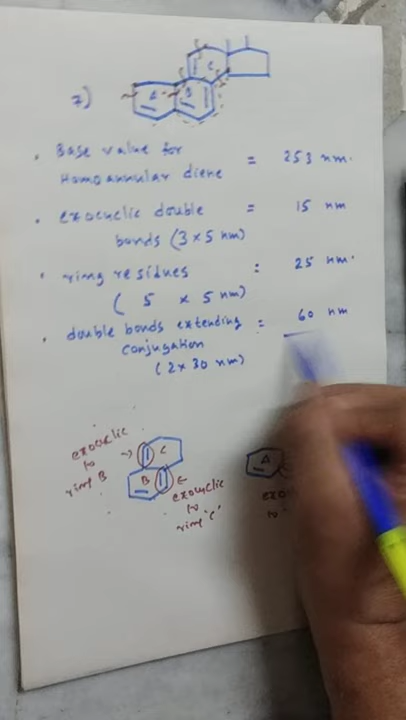 7)
A B C
• Base value for = 253 nm.
Homoannular diene
• exocyclic double = 15 nm
bonds (3 x 5 nm)
• ring residues : 25 nm.
( 5 x 5 nm)
• double bonds extending = 60 nm
conjugation
(2 x 30 nm)
exocyclic
to
ring B
C
B
exocyclic
to
ring 'c'
A